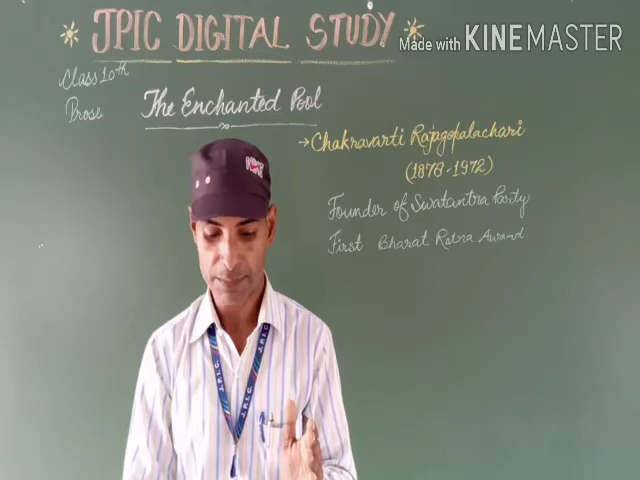 JPIC DIGITAL STUDY
Made with KINEMASTER
Class 10th
Prose
The Enchanted Pool
→ Chakravarti Rajagopalachari
(1878-1972)
Founder of Swatantra Party
First Bharat Ratna Award
J.P.I.C.